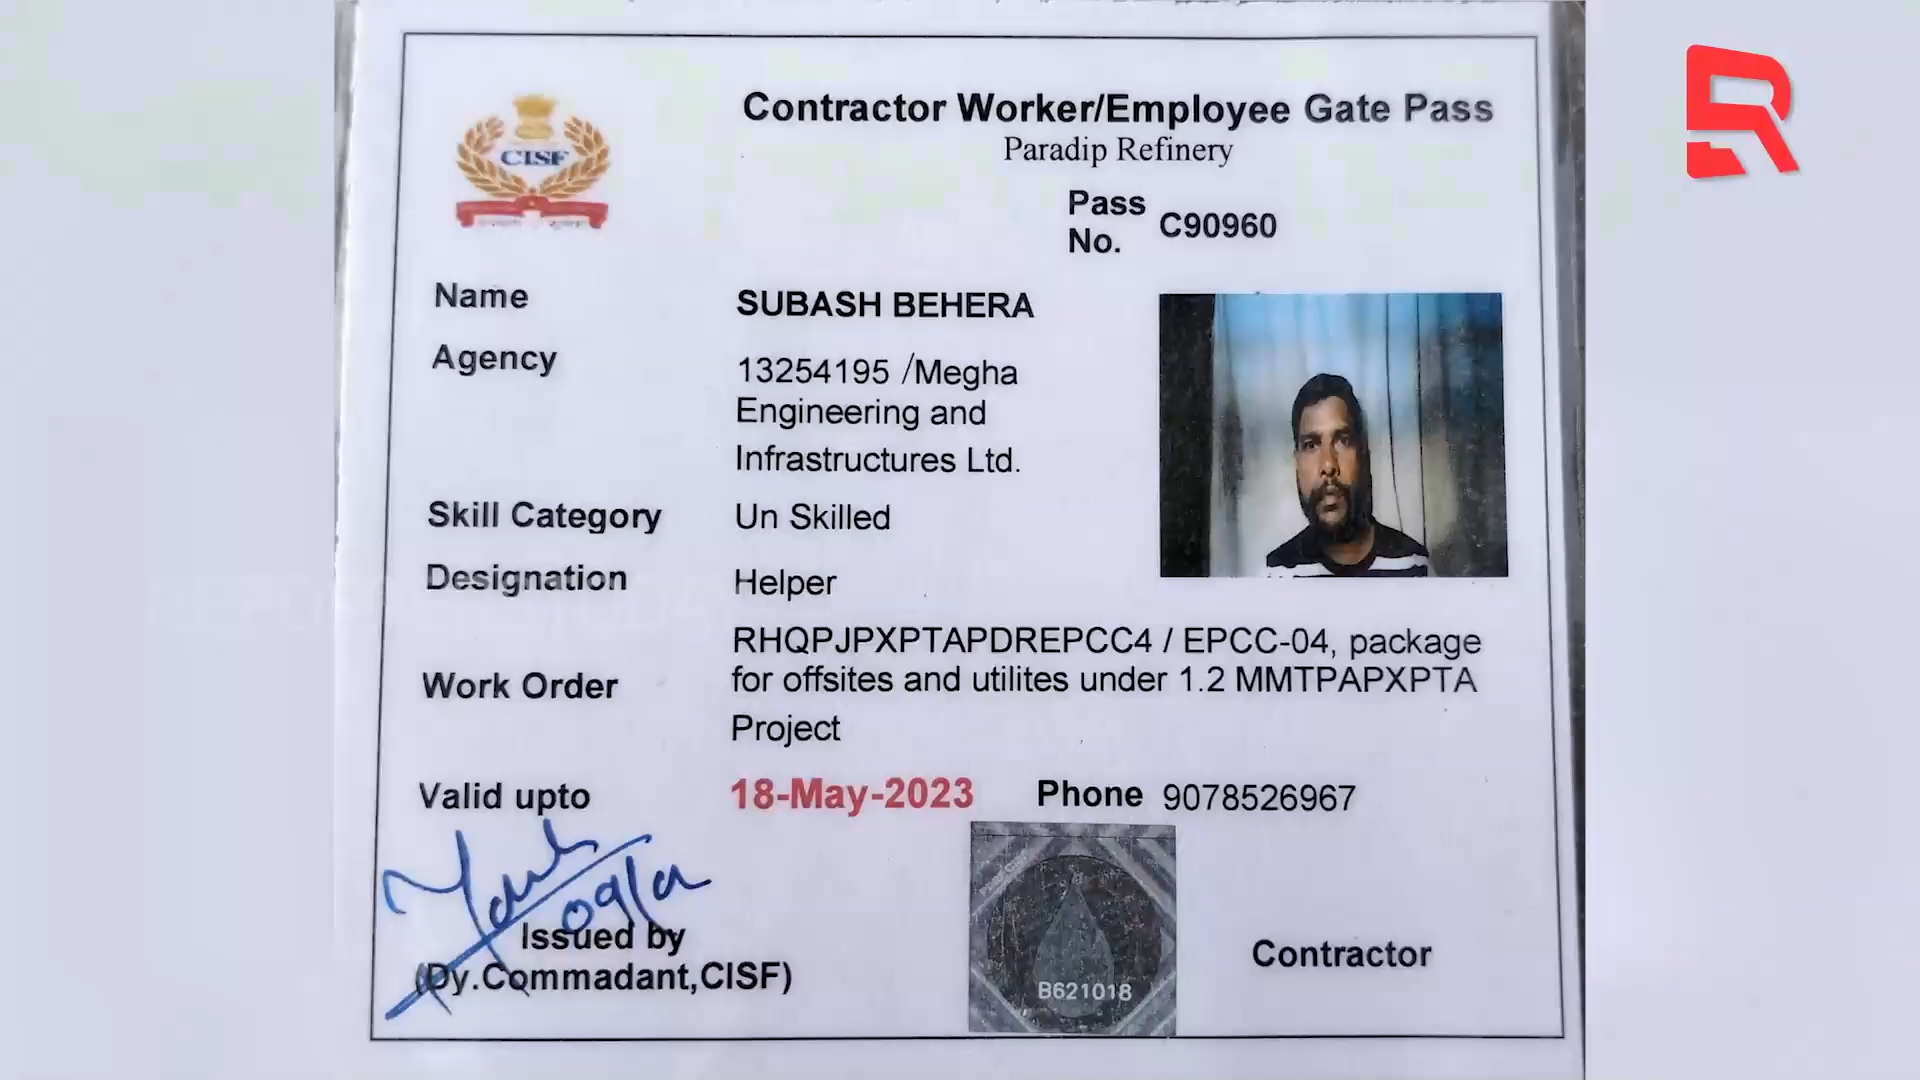 CISF
Contractor Worker/Employee Gate Pass
Paradip Refinery
Pass No. C90960
Name SUBASH BEHERA
Agency 13254195 /Megha
Engineering and
Infrastructures Ltd.
Skill Category Un Skilled
Designation Helper
RHQPJPXPTAPDREPCC4 / EPCC-04, package
Work Order for offsites and utilites under 1.2 MMTPAPXPTA
Project
Valid upto 18-May-2023 Phone 9078526967
Issued by
(Dy.Commadant,CISF)
B621018
Contractor